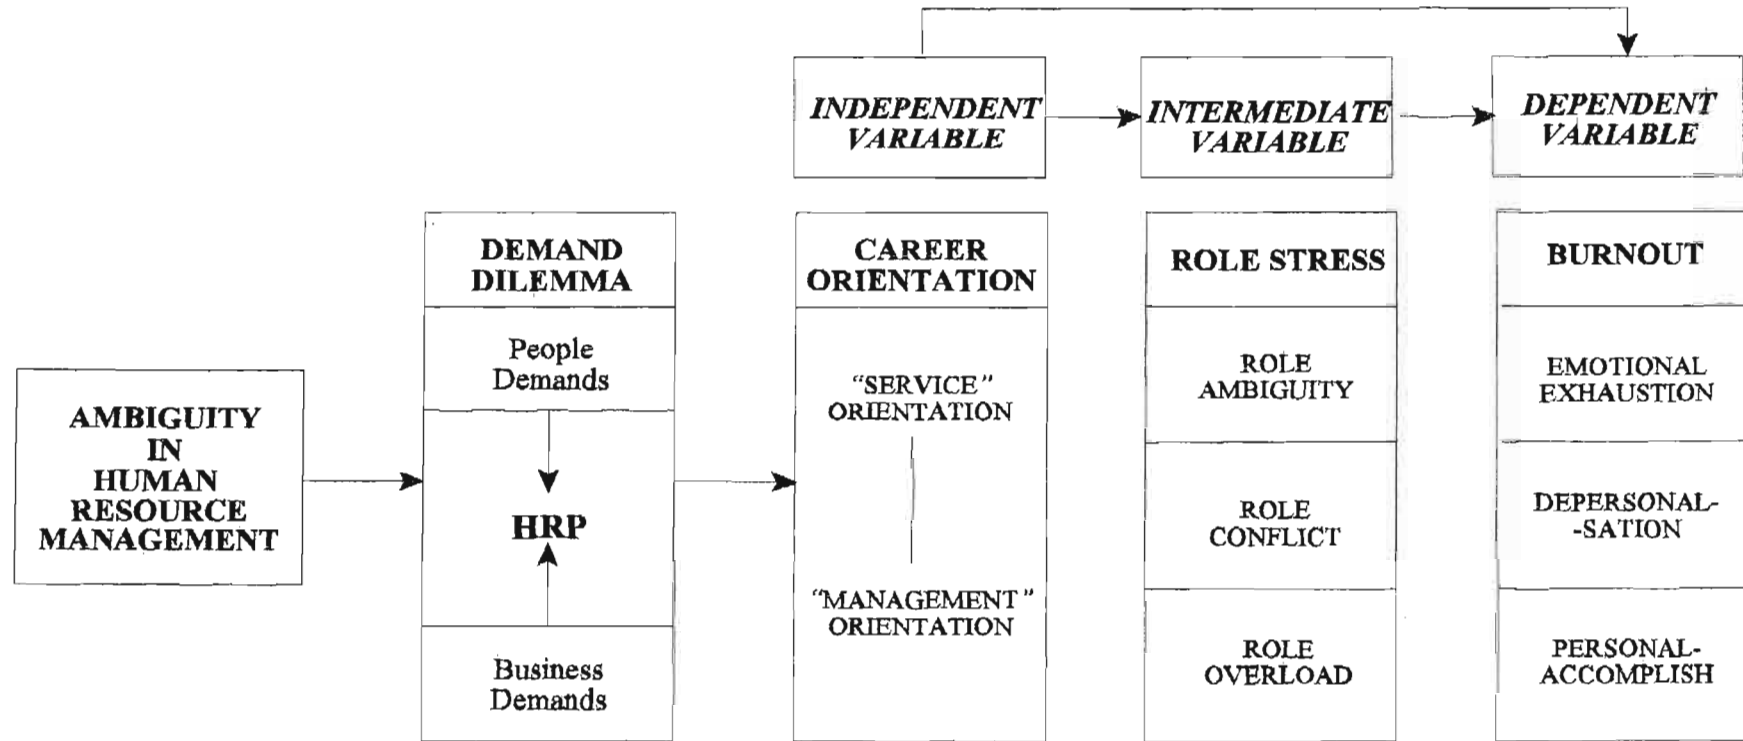 INDEPENDENT
VARIABLE
INTERMEDIATE
VARIABLE
DEPENDENT
VARIABLE
AMBIGUITY
IN
HUMAN
RESOURCE
MANAGEMENT
DEMAND
DILEMMA
People
Demands
HRP
Business
Demands
CAREER
ORIENTATION
“SERVICE”
ORIENTATION
“MANAGEMENT”
ORIENTATION
ROLE STRESS
ROLE
AMBIGUITY
ROLE
CONFLICT
ROLE
OVERLOAD
BURNOUT
EMOTIONAL
EXHAUSTION
DEPERSONAL-
-SATION
PERSONAL-
ACCOMPLISH